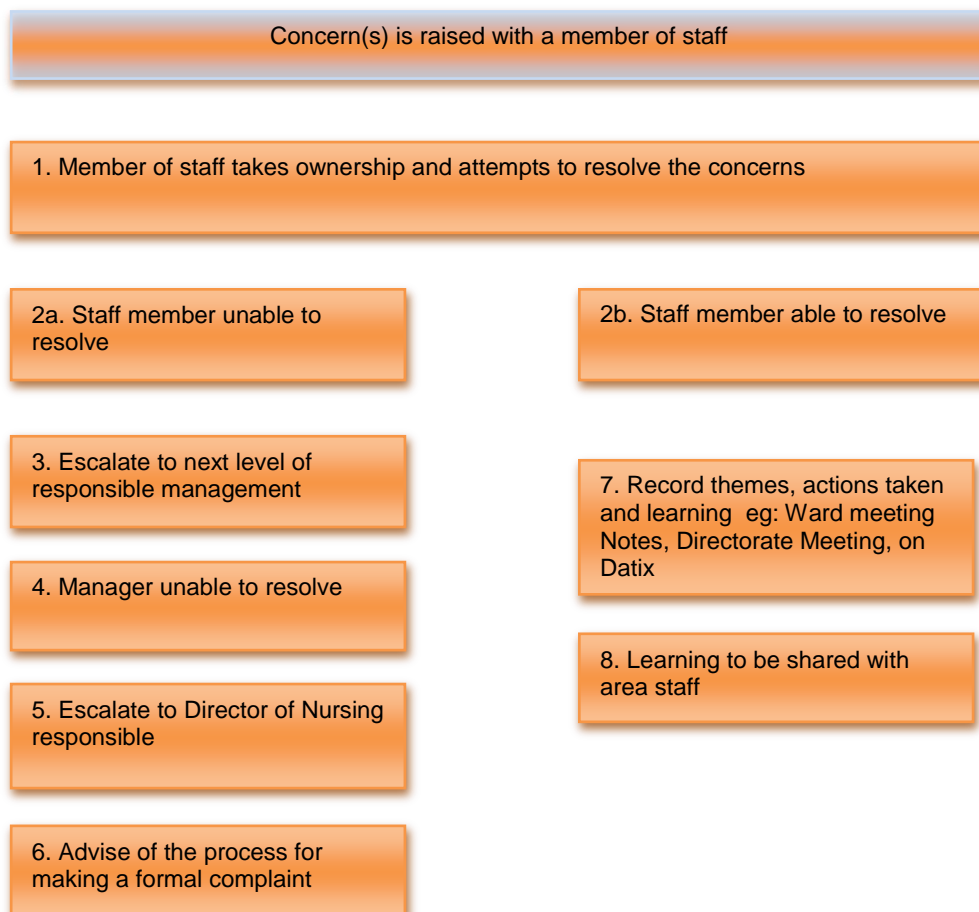 Concern(s) is raised with a member of staff
1. Member of staff takes ownership and attempts to resolve the concerns
2a. Staff member unable to
resolve
2b. Staff member able to resolve
3. Escalate to next level of
responsible management
4. Manager unable to resolve
5. Escalate to Director of Nursing
responsible
6. Advise of the process for
making a formal complaint
7. Record themes, actions taken
and learning  eg: Ward meeting
Notes, Directorate Meeting, on
Datix
8. Learning to be shared with
area staff